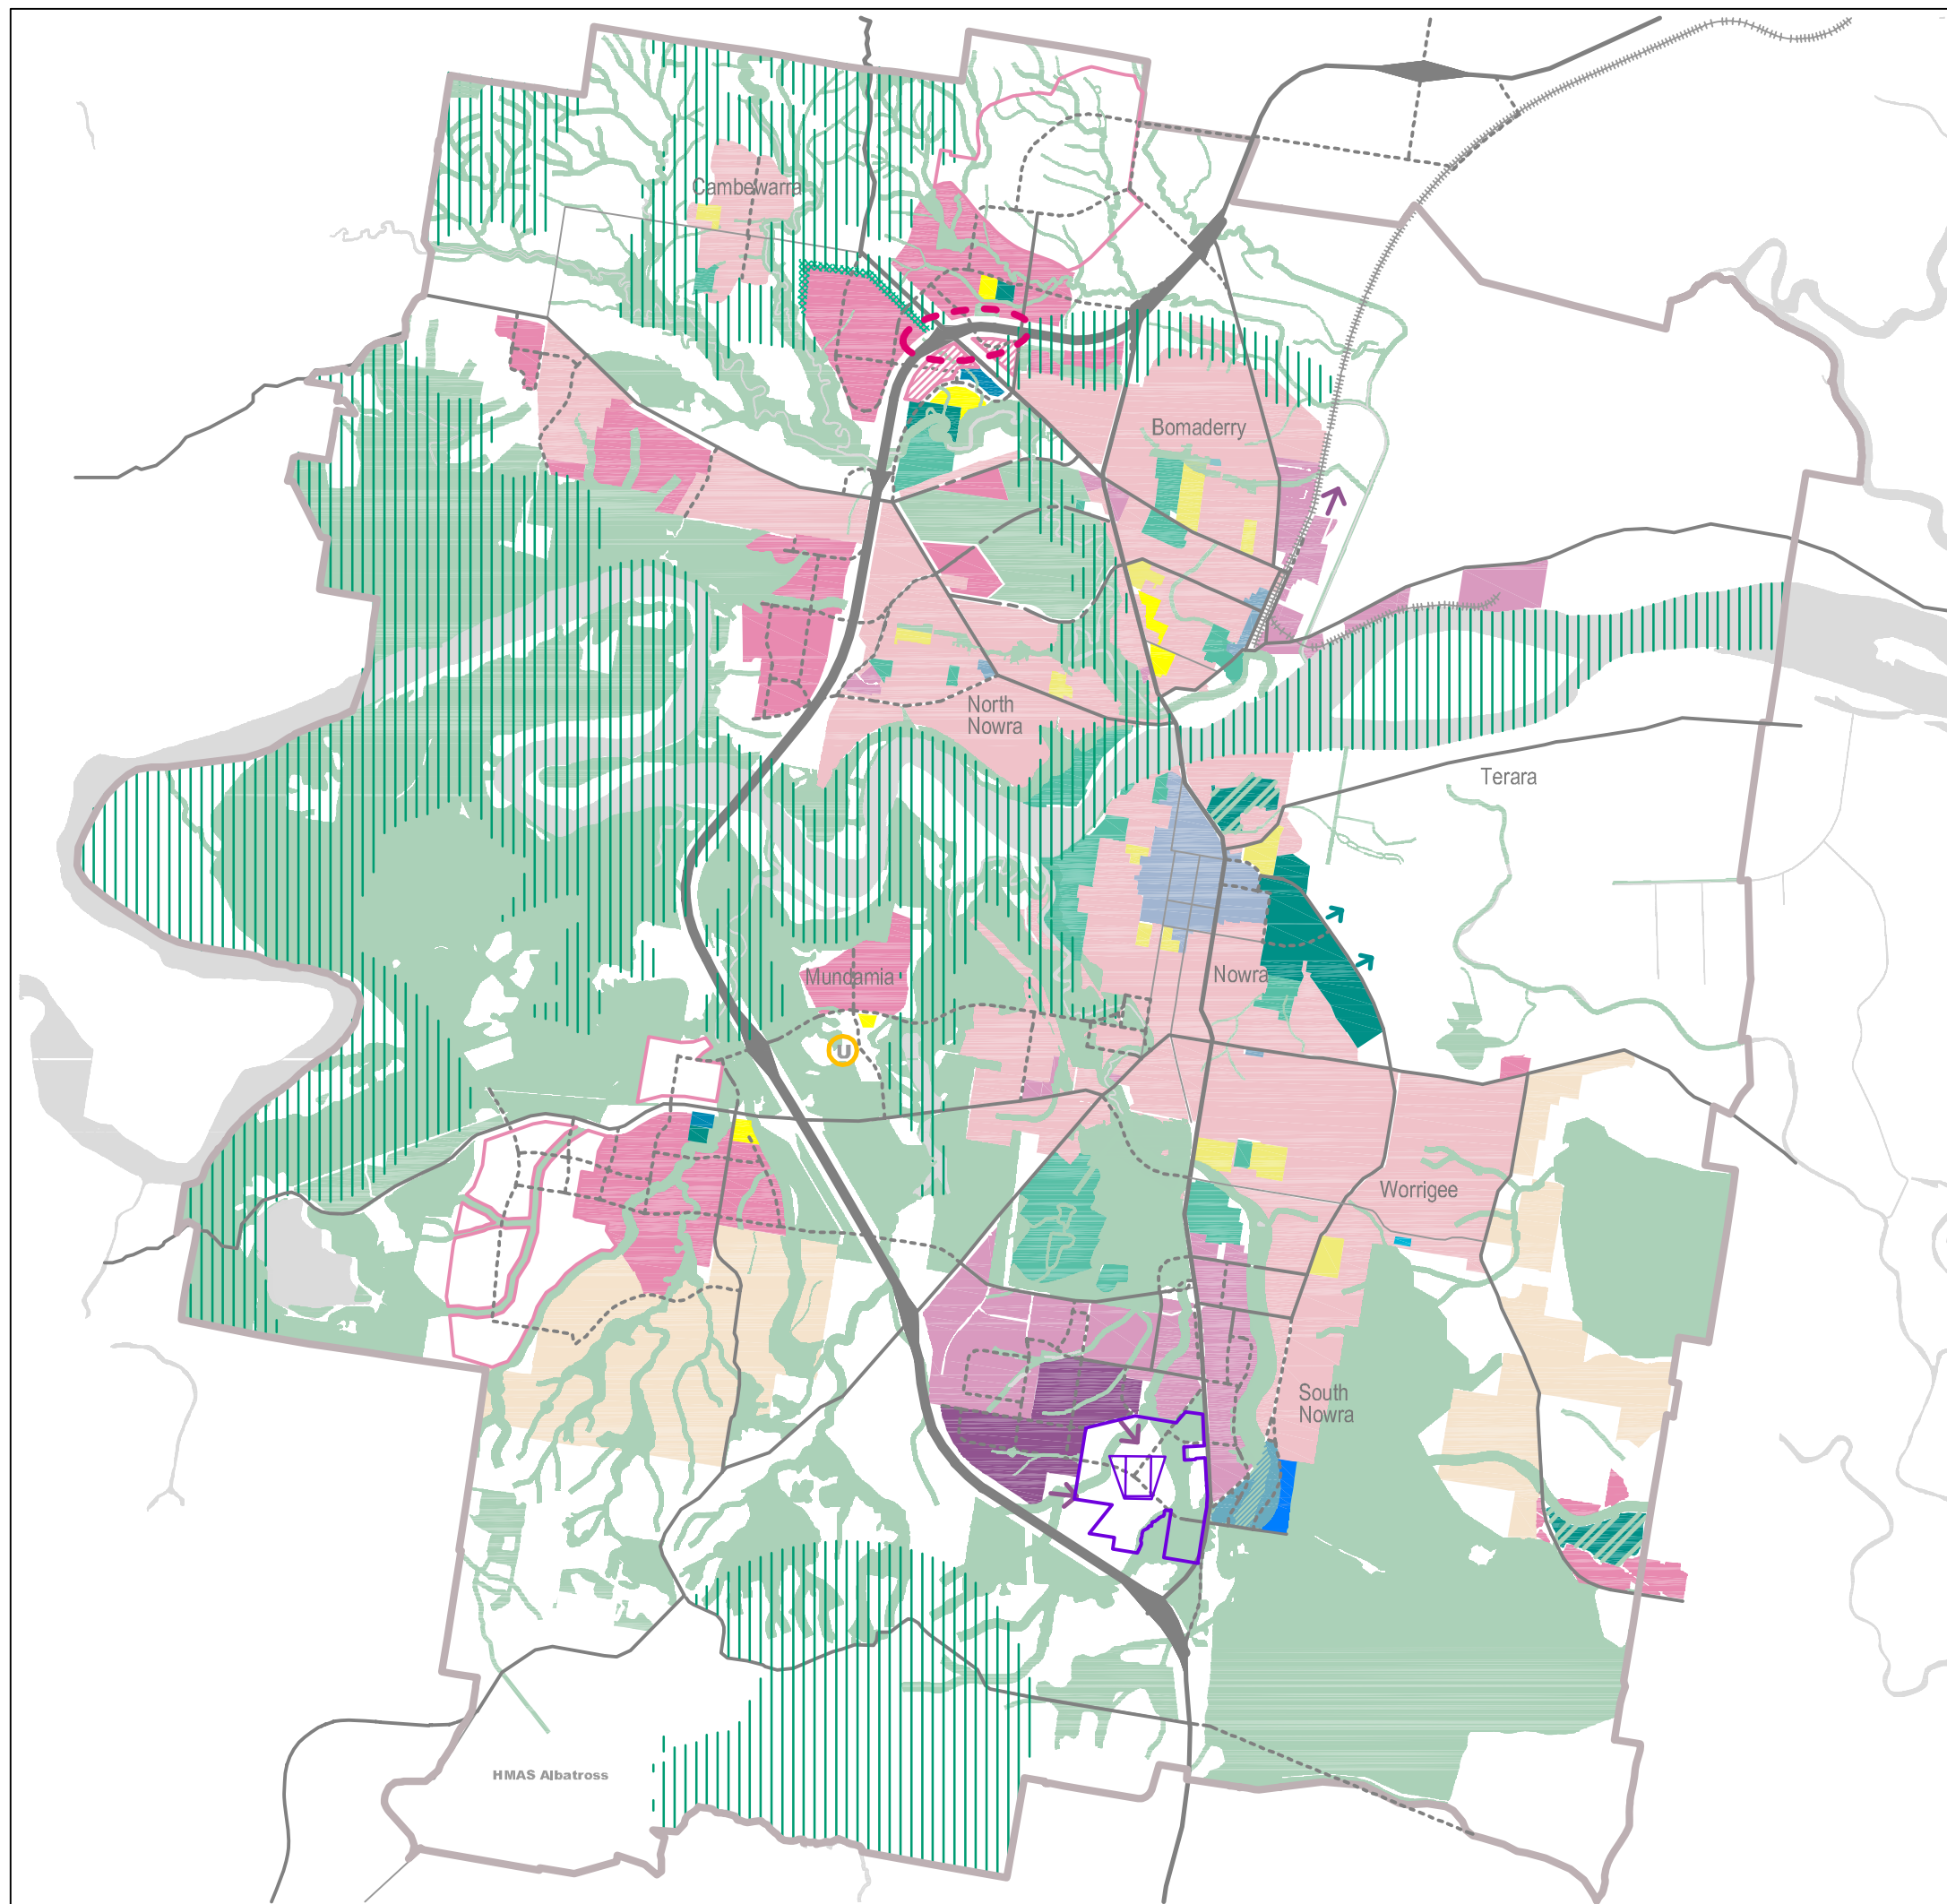 Cambewarra
Bomaderry
North
Nowra
Terara
Mundamia
Nowra
U
Worrigee
South
Nowra
HMAS Albatross